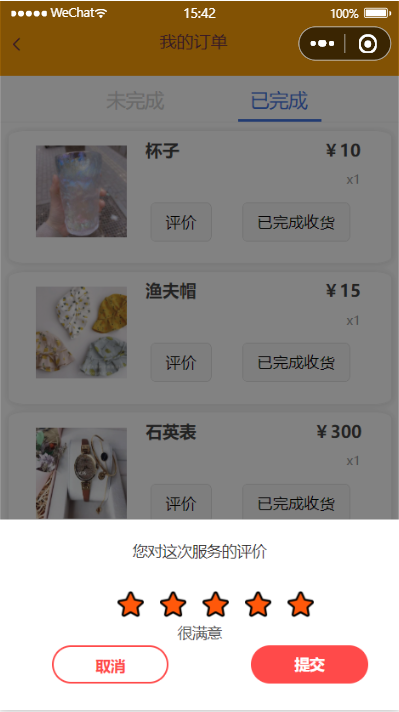 WeChat 15:42 100%
我的订单
未完成 已完成
杯子 ¥10
x1
评价 已完成收货
渔夫帽 ¥15
x1
评价 已完成收货
石英表 ¥300
x1
评价 已完成收货
您对这次服务的评价
很满意
取消 提交